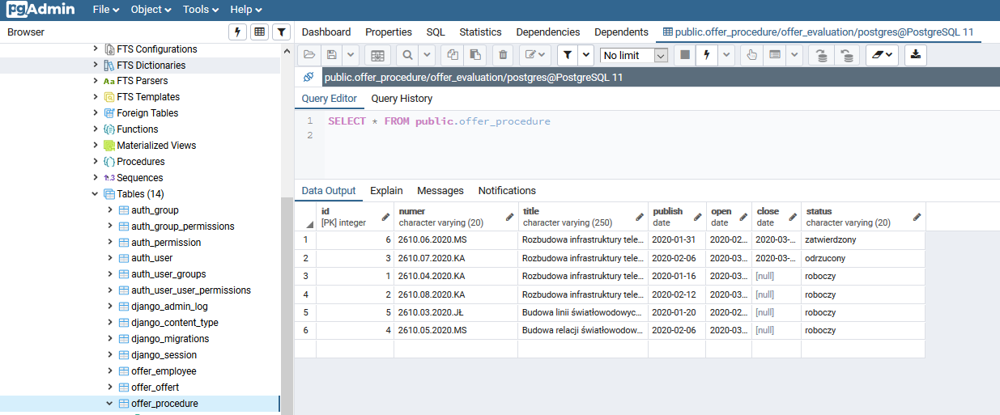 pgAdmin File Object Tools Help
Browser
Dashboard Properties SQL Statistics Dependencies Dependents public.offer_procedure/offer_evaluation/postgres@PostgreSQL 11
FTS Configurations
FTS Dictionaries
FTS Parsers
FTS Templates
Foreign Tables
Functions
Materialized Views
Procedures
Sequences
Tables (14)
auth_group
auth_group_permissions
auth_permission
auth_user
auth_user_groups
auth_user_user_permissions
django_admin_log
django_content_type
django_migrations
django_session
offer_employee
offer_offert
offer_procedure
No limit
public.offer_procedure/offer_evaluation/postgres@PostgreSQL 11
Query Editor Query History
1 SELECT * FROM public.offer_procedure
2
Data Output Explain Messages Notifications
id numer title publish open close status
[PK] integer character varying (20) character varying (250) date date date character varying (20)
1 6 2610.06.2020.MS Rozbudowa infrastruktury tele... 2020-01-31 2020-02... 2020-03-... zatwierdzony
2 3 2610.07.2020.KA Rozbudowa infrastruktury tele... 2020-02-06 2020-03... 2020-03-... odrzucony
3 1 2610.04.2020.KA Rozbudowa infrastruktury tele... 2020-01-16 2020-03... [null] roboczy
4 2 2610.08.2020.KA Rozbudowa infrastruktury tele... 2020-02-12 2020-03... [null] roboczy
5 5 2610.03.2020.JŁ Budowa linii światłowodowyc... 2020-01-20 2020-02... [null] roboczy
6 4 2610.05.2020.MS Budowa relacji światłowodow... 2020-02-06 2020-03... [null] roboczy